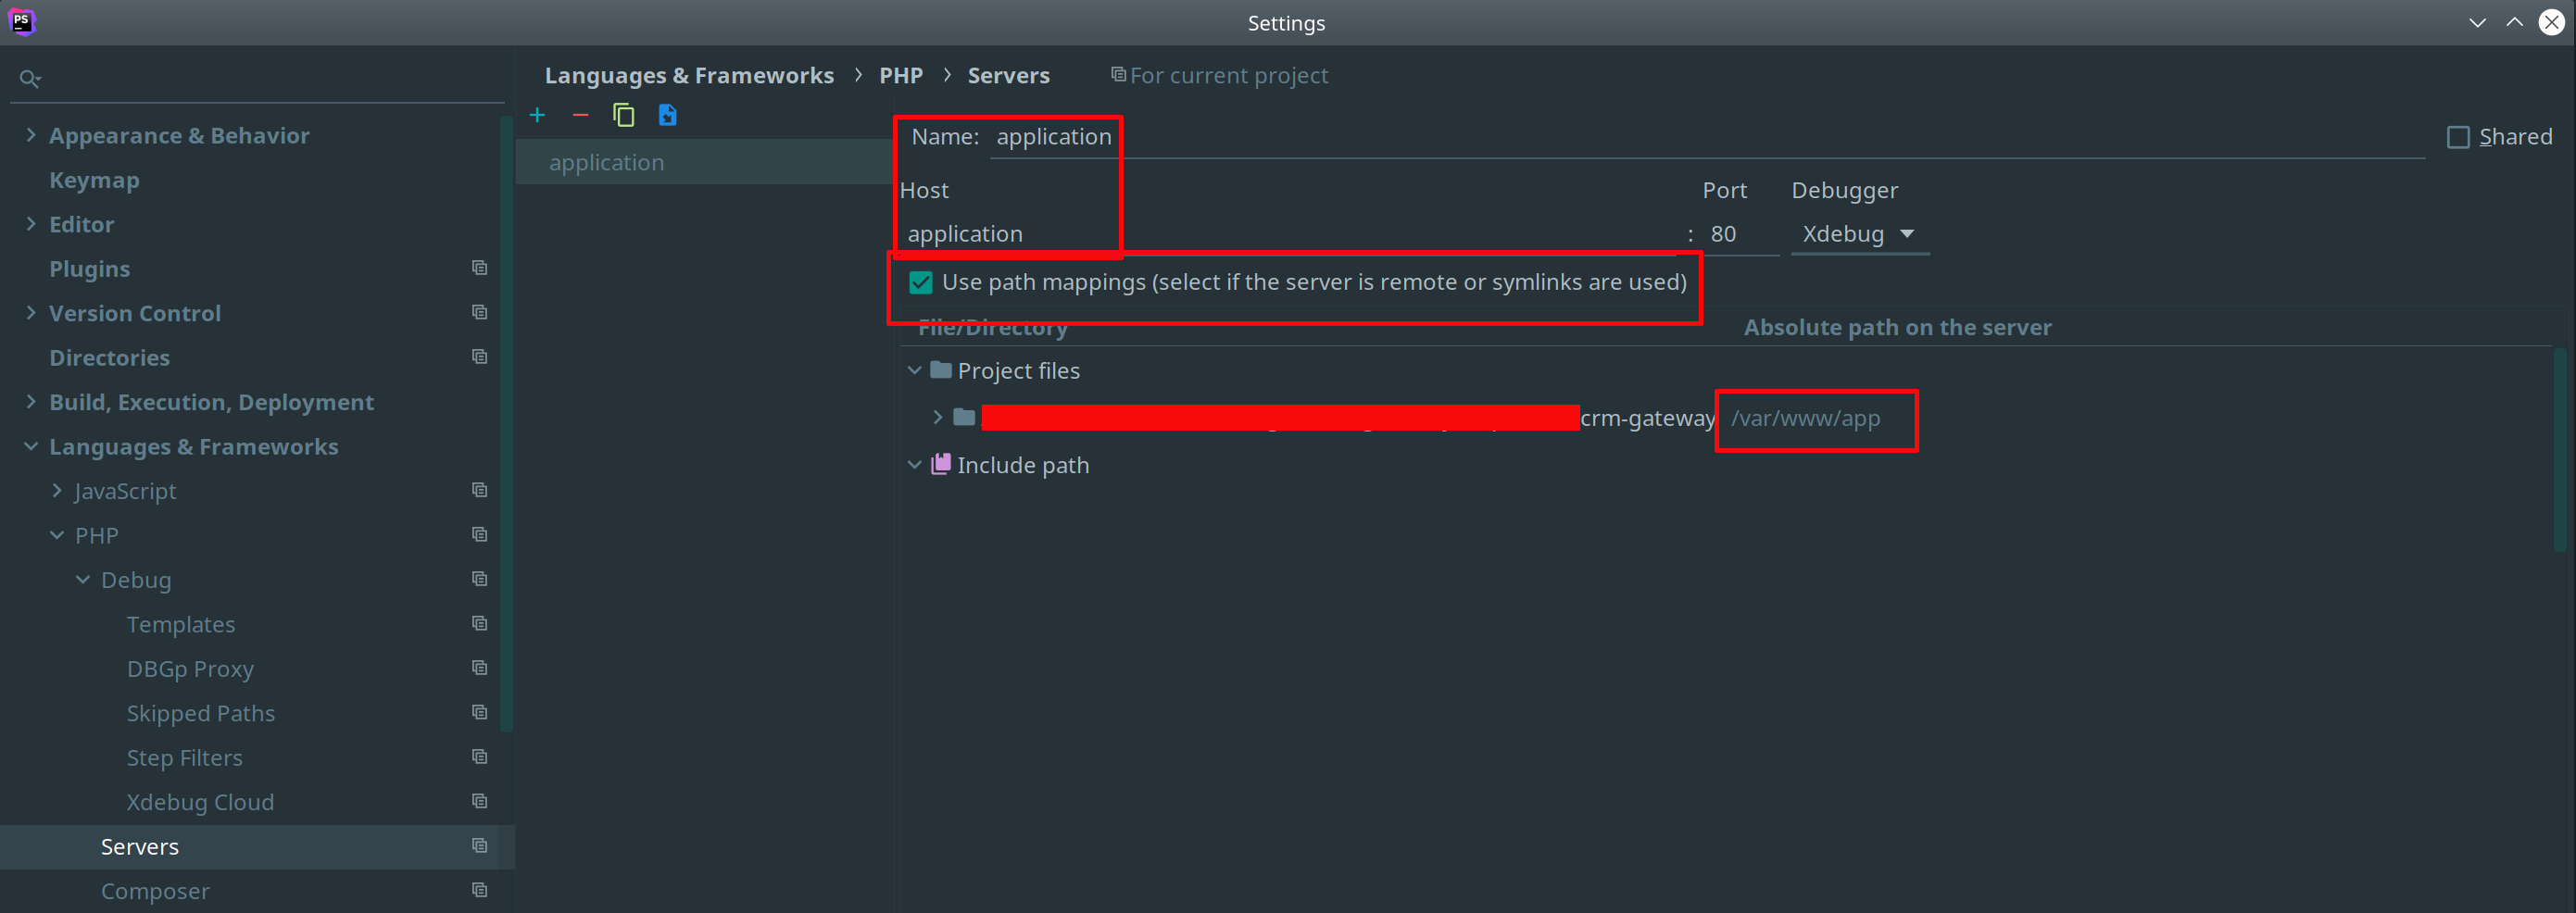 PS
Settings
Languages & Frameworks > PHP > Servers For current project
Appearance & Behavior
Keymap
Editor
Plugins
Version Control
Directories
Build, Execution, Deployment
Languages & Frameworks
JavaScript
PHP
Debug
Templates
DBGp Proxy
Skipped Paths
Step Filters
Xdebug Cloud
Servers
Composer
application
Name: application
Shared
Host Port Debugger
application : 80 Xdebug
Use path mappings (select if the server is remote or symlinks are used)
File/Directory Absolute path on the server
Project files
crm-gateway /var/www/app
Include path